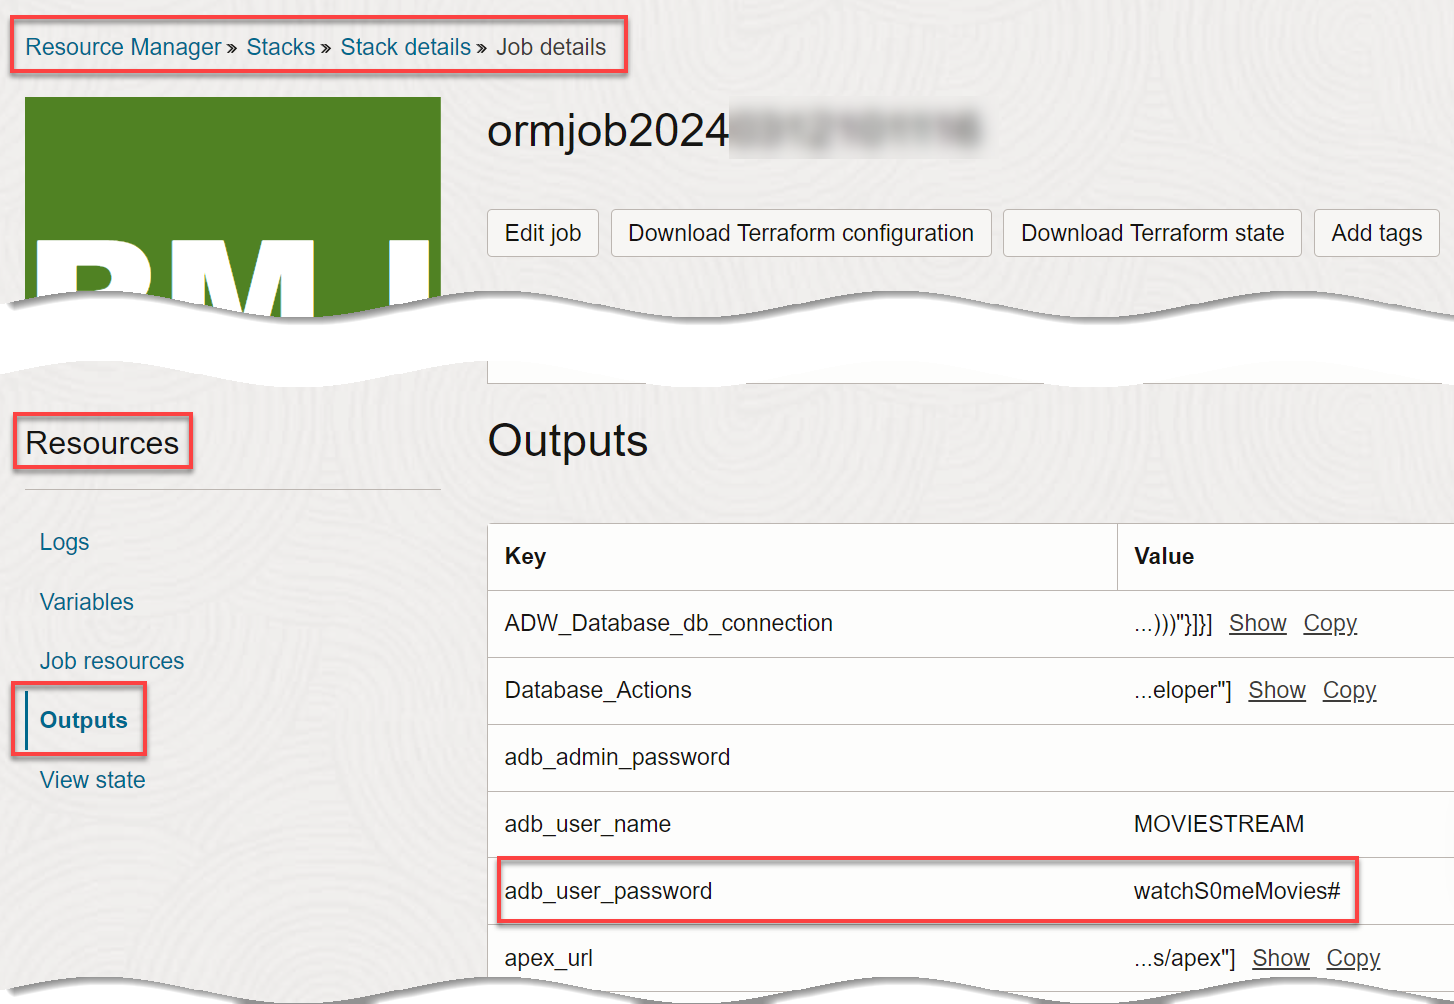 Resource Manager » Stacks » Stack details » Job details
ormjob2024
Edit job Download Terraform configuration Download Terraform state Add tags
Resources
Logs
Variables
Job resources
Outputs
View state
Outputs
Key Value
ADW_Database_db_connection ...)))"}]}] Show Copy
Database_Actions ...eloper"] Show Copy
adb_admin_password
adb_user_name MOVIESTREAM
adb_user_password watchS0meMovies#
apex_url ...s/apex"] Show Copy